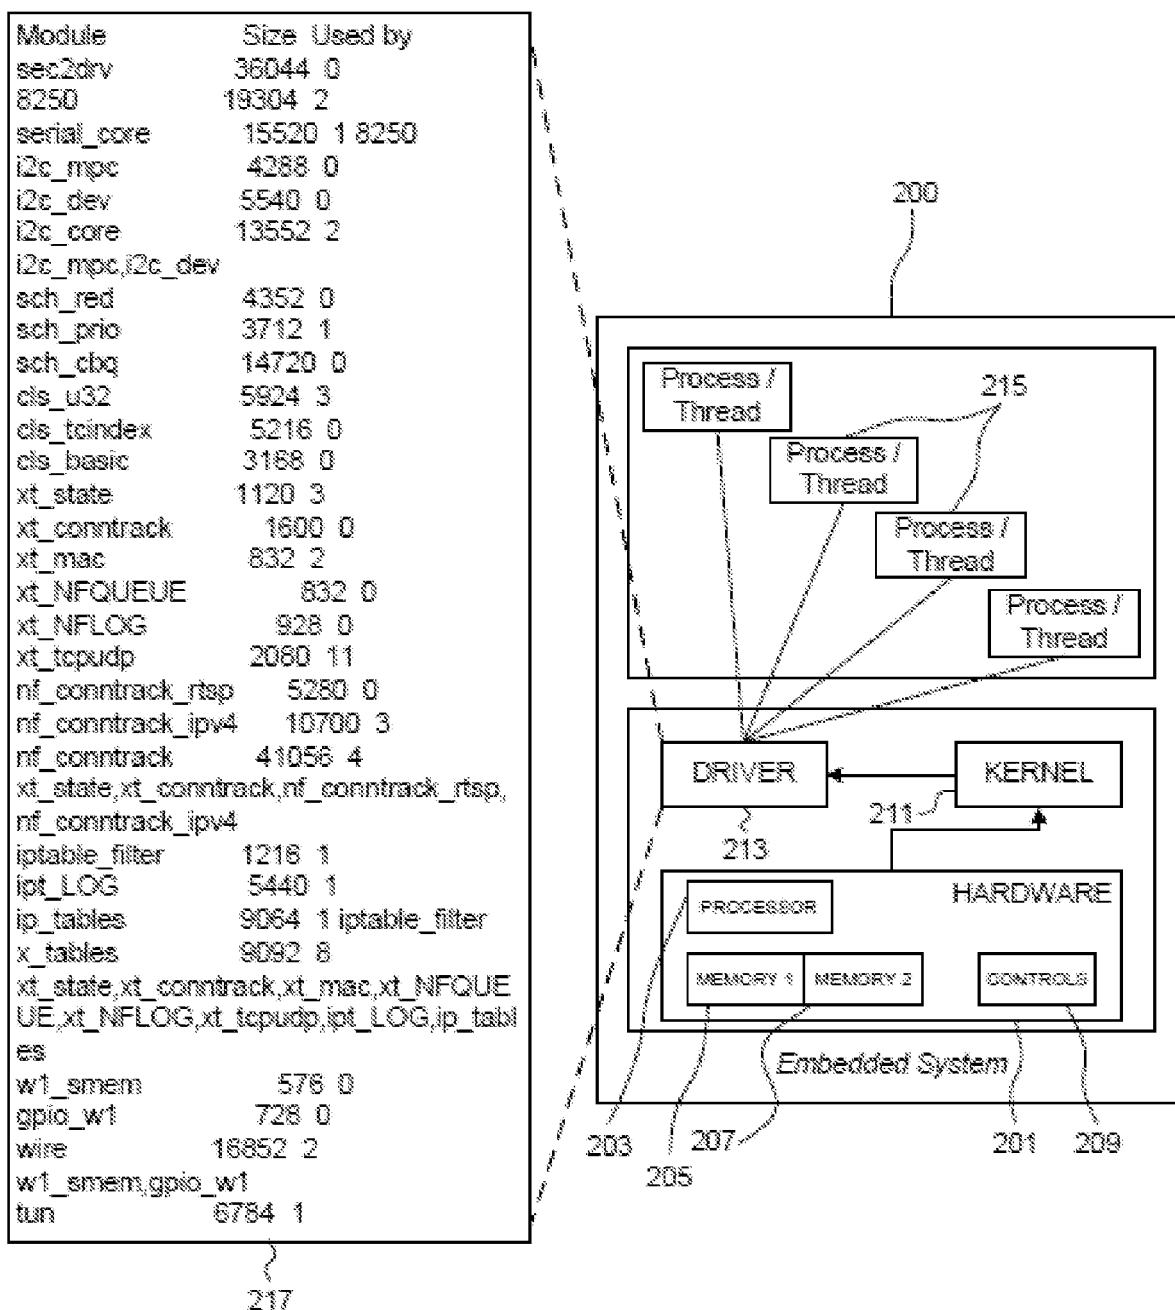 Module Size Used by
sec2drv 36044 0
8250 19304 2
serial_core 15520 1 8250
i2c_mpc 4288 0
i2c_dev 5540 0
i2c_core 13552 2
i2c_mpc,i2c_dev
sch_red 4352 0
sch_prio 3712 1
sch_cbq 14720 0
cls_u32 5924 3
cls_tcindex 5216 0
cls_basic 3168 0
xt_state 1120 3
xt_conntrack 1600 0
xt_mac 832 2
xt_NFQUEUE 832 0
xt_NFLOG 928 0
xt_tcpudp 2080 11
nf_conntrack_rtsp 5280 0
nf_conntrack_ipv4 10700 3
nf_conntrack 41056 4
xt_state,xt_conntrack,nf_conntrack_rtsp,
nf_conntrack_ipv4
iptable_filter 1216 1
ipt_LOG 5440 1
ip_tables 9064 1 iptable_filter
x_tables 9092 8
xt_state,xt_conntrack,xt_mac,xt_NFQUE
UE,xt_NFLOG,xt_tcpudp,ipt_LOG,ip_tabl
es
w1_smem 576 0
gpio_w1 728 0
wire 16852 2
w1_smem,gpio_w1
tun 6784 1
217
200
Process /
Thread
215
Process /
Thread
Process /
Thread
Process /
Thread
DRIVER
KERNEL
211
213
HARDWARE
PROCESSOR
MEMORY 1
MEMORY 2
CONTROLS
Embedded System
203
205
207
201
209